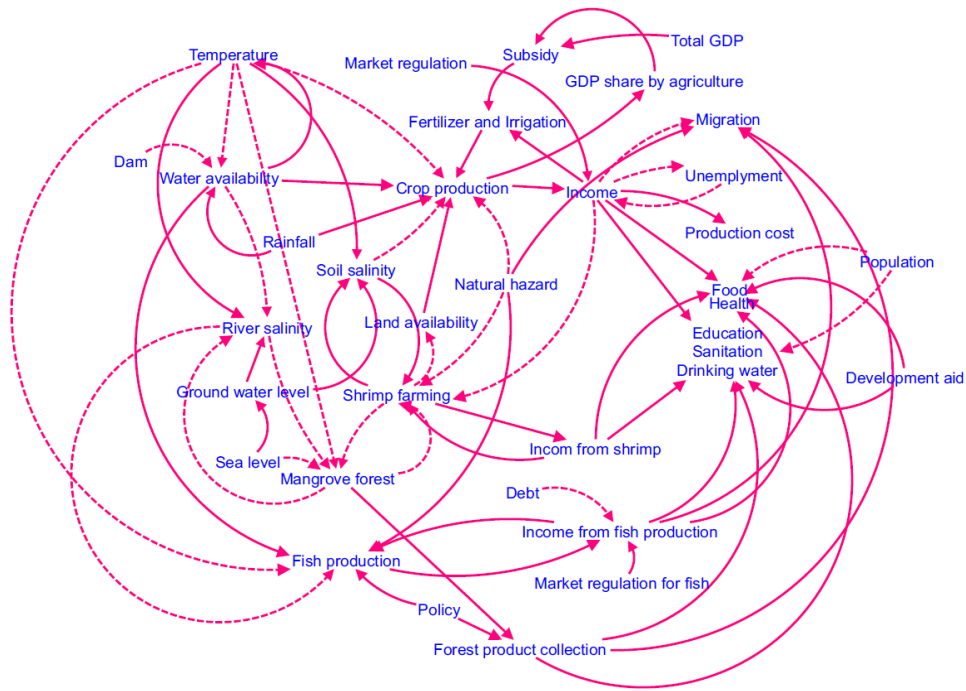 Total GDP
Subsidy
Temperature
Market regulation
GDP share by agriculture
Fertilizer and Irrigation
Migration
Dam
Water availability
Crop production
Income
Unemplyment
Production cost
Rainfall
Soil salinity
Natural hazard
Population
Food
Health
River salinity
Land availability
Education
Sanitation
Drinking water
Development aid
Ground water level
Shrimp farming
Incom from shrimp
Sea level
Mangrove forest
Debt
Income from fish production
Fish production
Market regulation for fish
Policy
Forest product collection